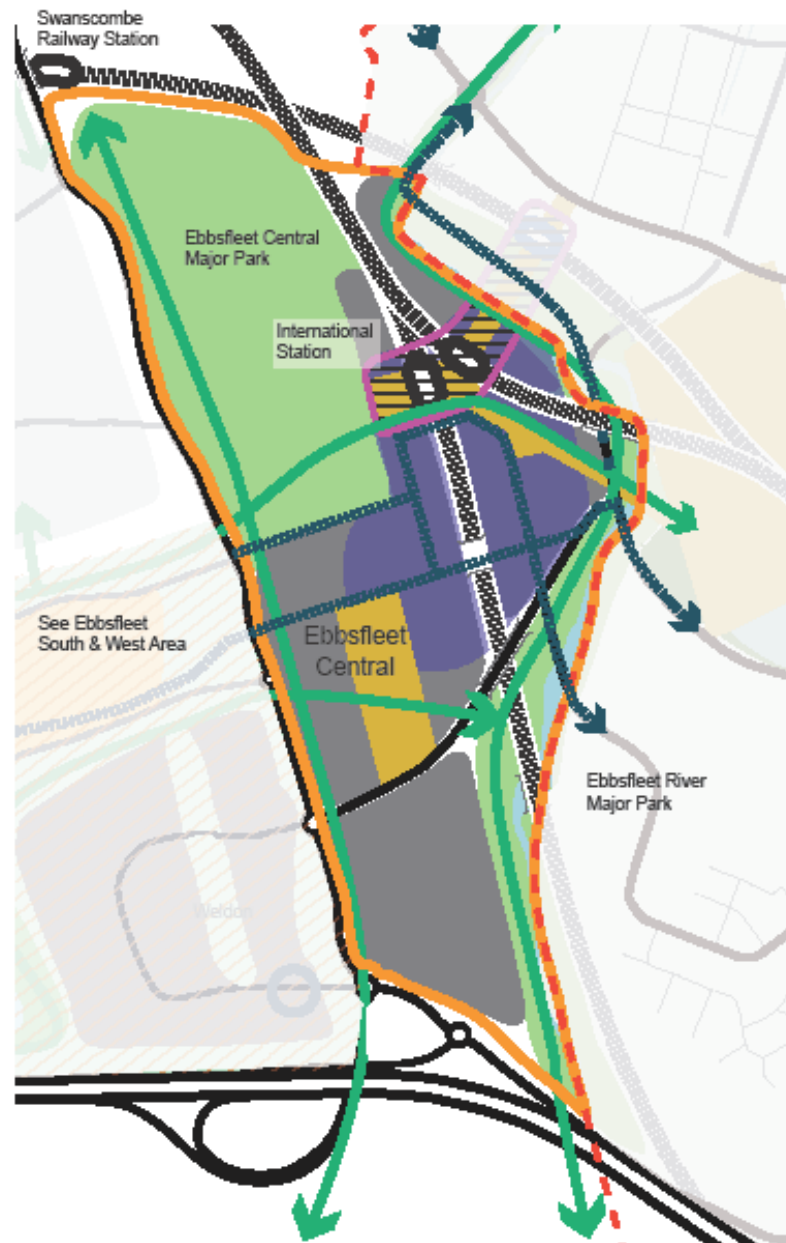 Swanscombe
Railway Station
Ebbsfleet Central
Major Park
International
Station
See Ebbsfleet
South & West Area
Ebbsfleet
Central
Ebbsfleet River
Major Park
Weldon